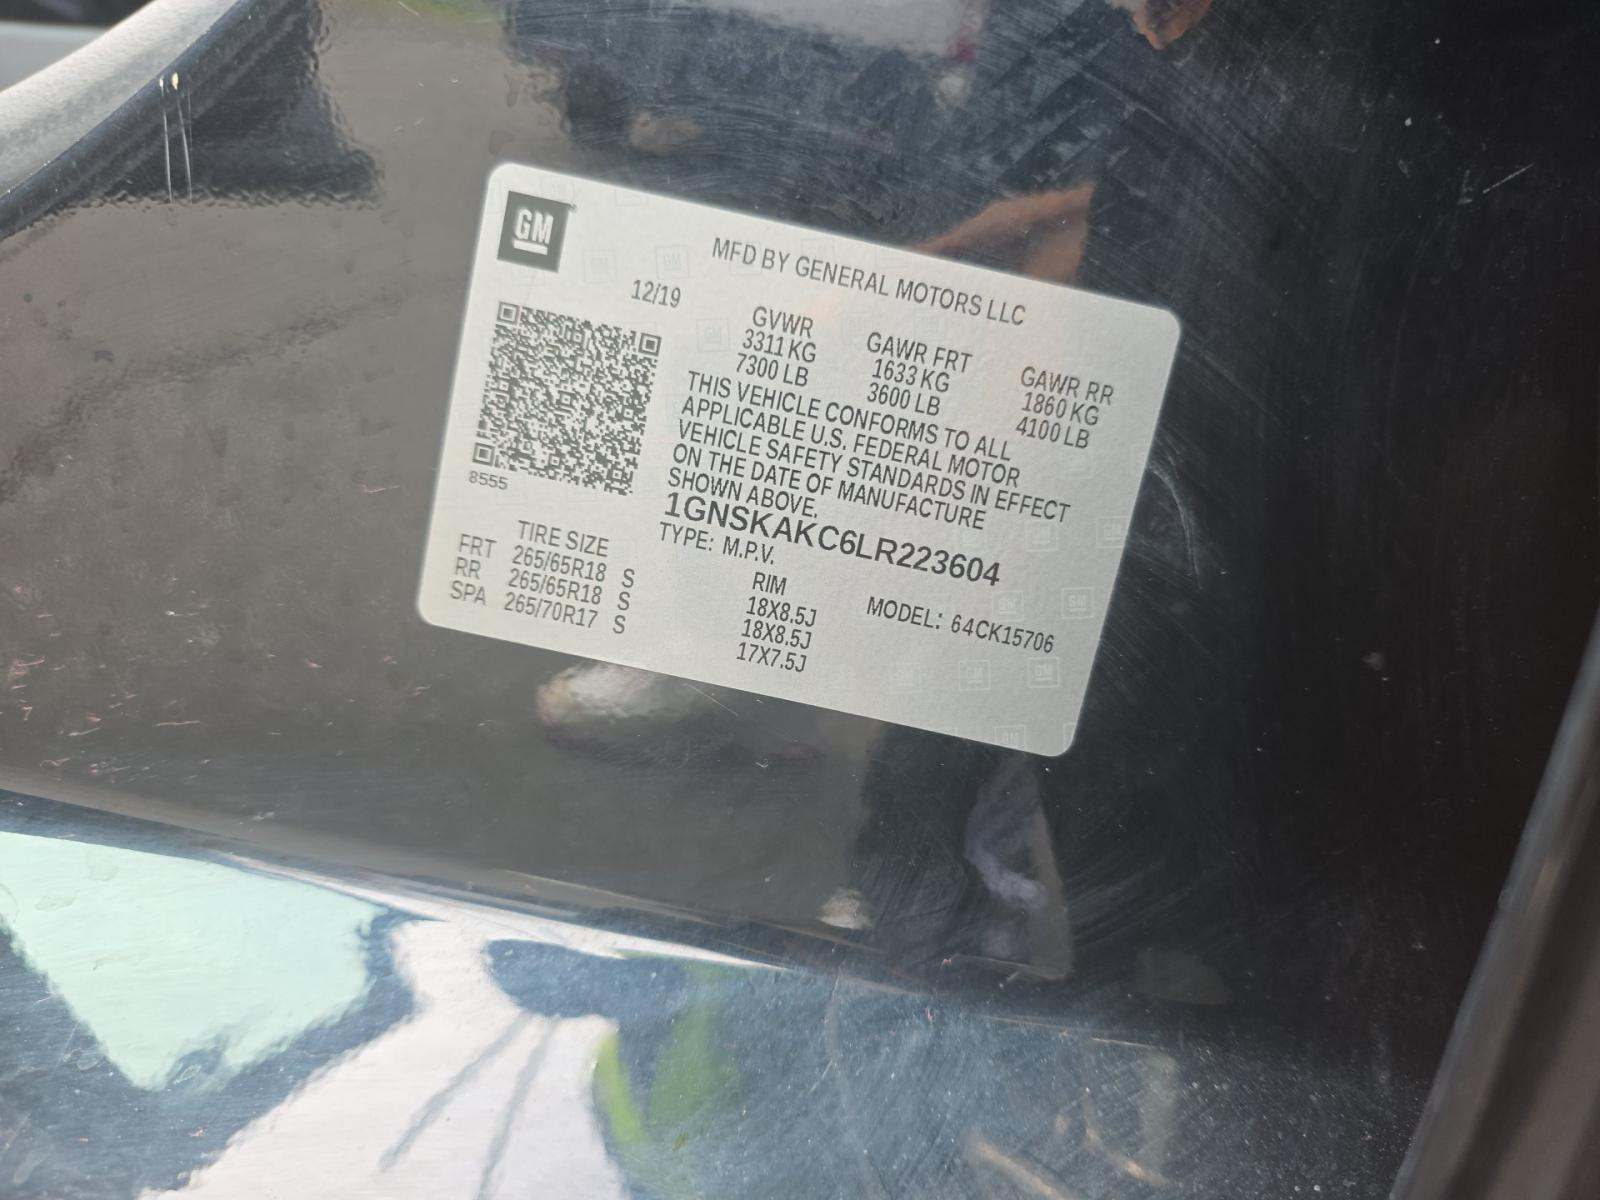 GM
MFD BY GENERAL MOTORS LLC
12/19
GVWR GAWR FRT GAWR RR
3311 KG 1633 KG 1860 KG
7300 LB 3600 LB 4100 LB
THIS VEHICLE CONFORMS TO ALL
APPLICABLE U.S. FEDERAL MOTOR
VEHICLE SAFETY STANDARDS IN EFFECT
ON THE DATE OF MANUFACTURE
SHOWN ABOVE.
8555
1GNSKAKC6LR223604
TYPE: M.P.V. MODEL: 64CK15706
TIRE SIZE RIM
FRT 265/65R18 S 18X8.5J
RR 265/65R18 S 18X8.5J
SPA 265/70R17 S 17X7.5J